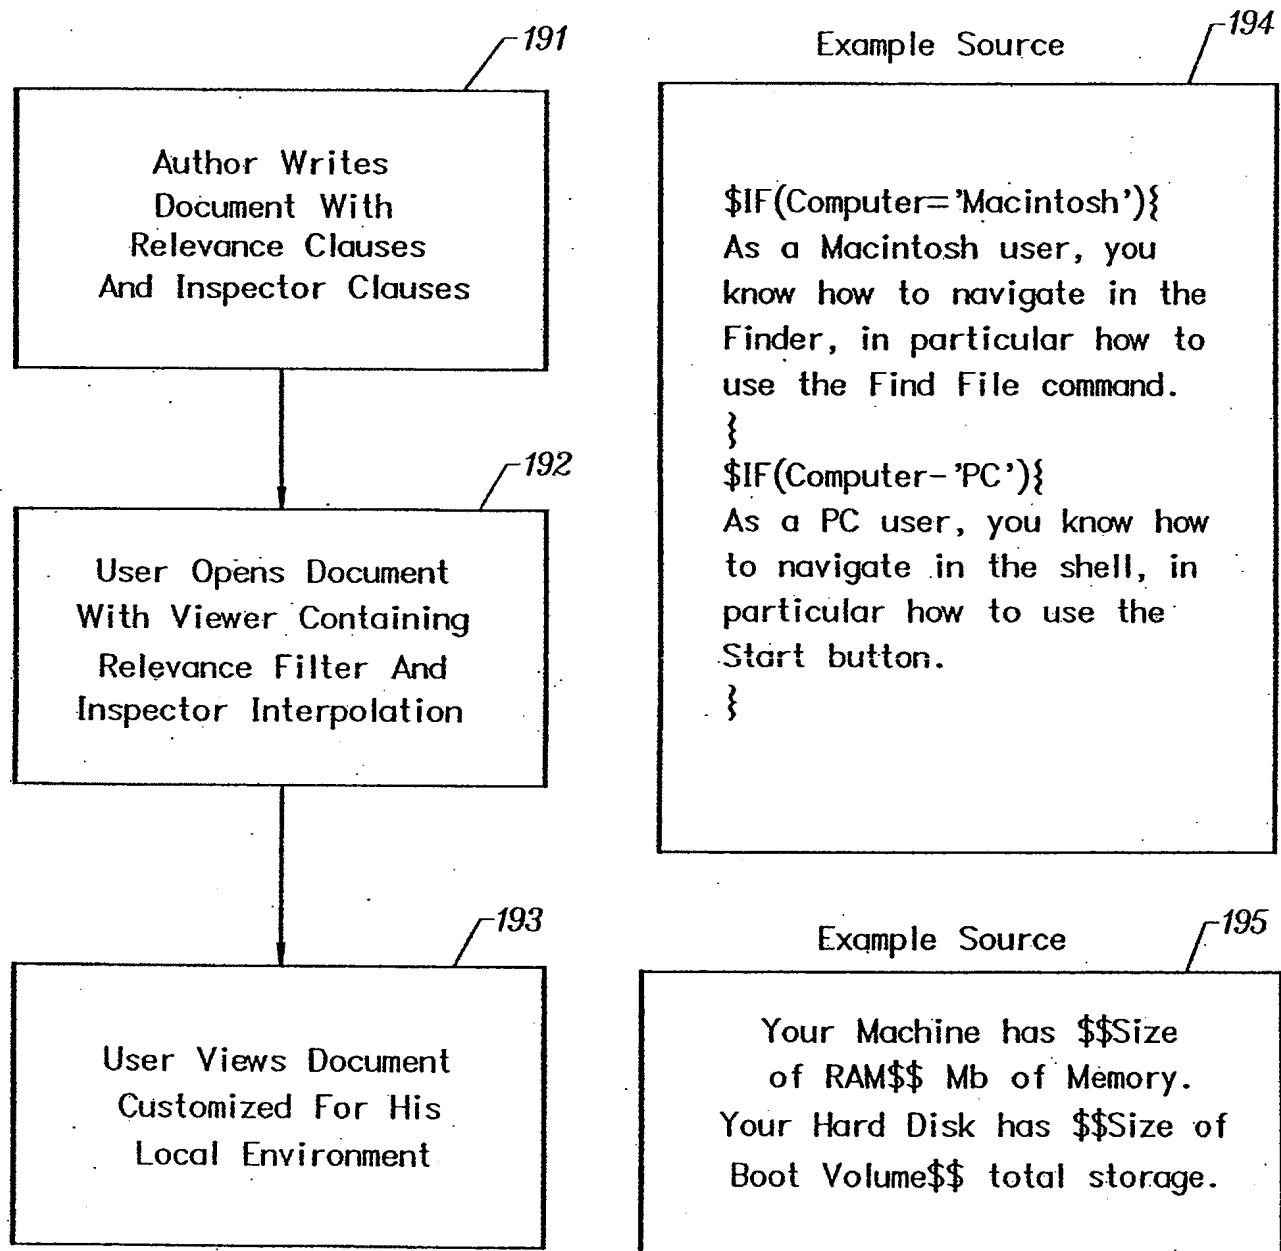 191
Author Writes
Document With
Relevance Clauses
And Inspector Clauses
192
User Opens Document
With Viewer Containing
Relevance Filter And
Inspector Interpolation
193
User Views Document
Customized For His
Local Environment
Example Source
194
$IF(Computer='Macintosh'){
As a Macintosh user, you
know how to navigate in the
Finder, in particular how to
use the Find File command.
}
$IF(Computer-'PC'){
As a PC user, you know how
to navigate in the shell, in
particular how to use the
Start button.
}
Example Source
195
Your Machine has $$Size
of RAM$$ Mb of Memory.
Your Hard Disk has $$Size of
Boot Volume$$ total storage.